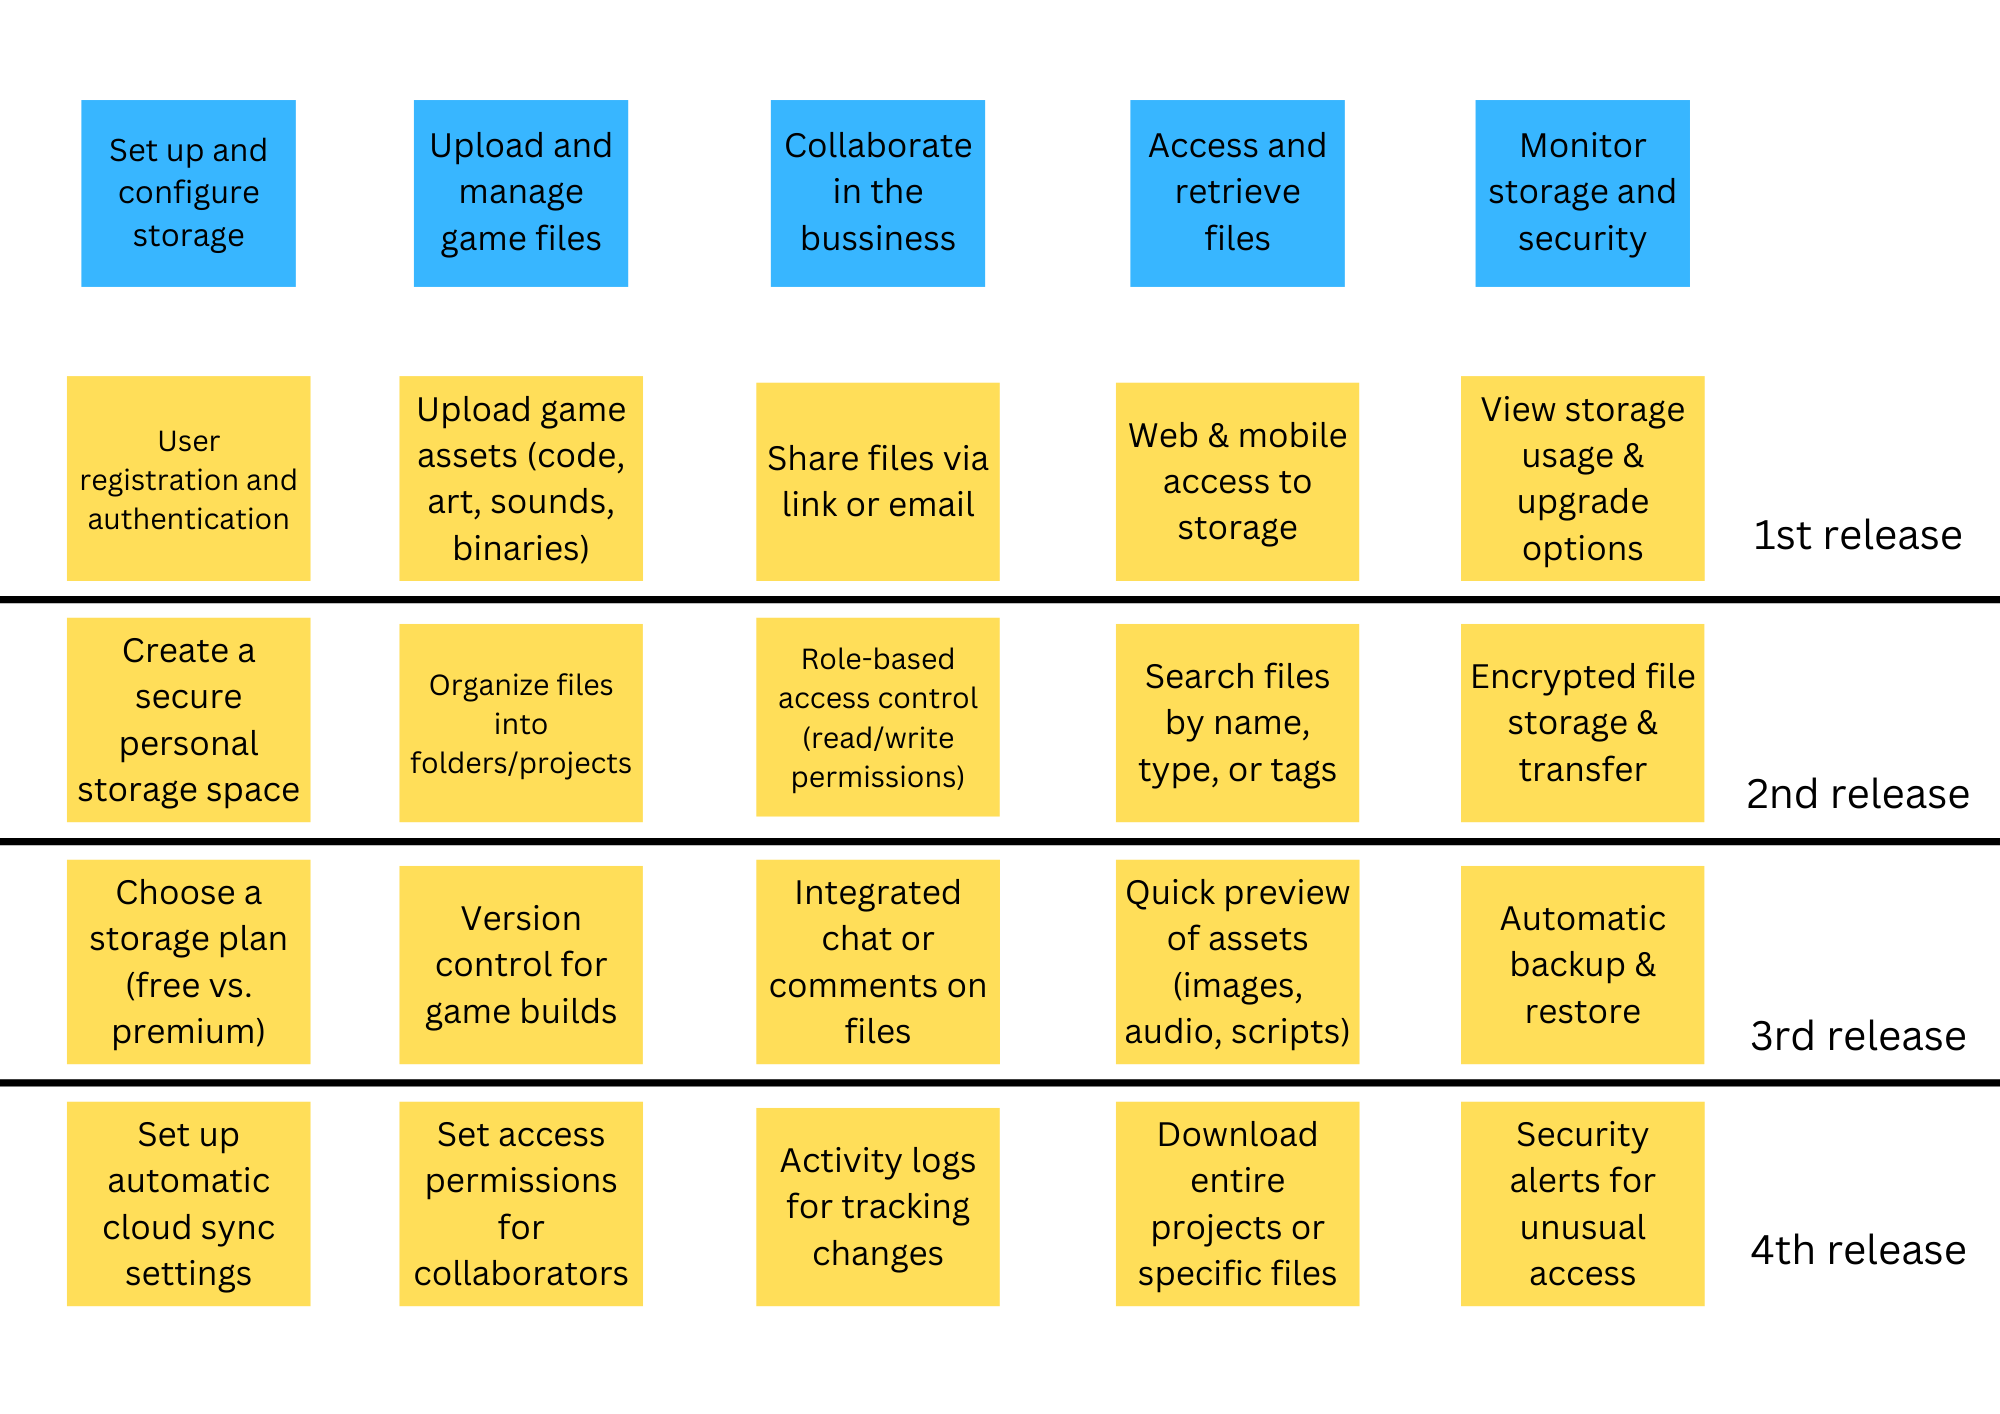 Set up and
configure
storage
Upload and
manage
game files
Collaborate
in the
bussiness
Access and
retrieve
files
Monitor
storage and
security
User
registration and
authentication
Upload game
assets (code,
art, sounds,
binaries)
Share files via
link or email
Web & mobile
access to
storage
View storage
usage &
upgrade
options
1st release
Create a
secure
personal
storage space
Organize files
into
folders/projects
Role-based
access control
(read/write
permissions)
Search files
by name,
type, or tags
Encrypted file
storage &
transfer
2nd release
Choose a
storage plan
(free vs.
premium)
Version
control for
game builds
Integrated
chat or
comments on
files
Quick preview
of assets
(images,
audio, scripts)
Automatic
backup &
restore
3rd release
Set up
automatic
cloud sync
settings
Set access
permissions
for
collaborators
Activity logs
for tracking
changes
Download
entire
projects or
specific files
Security
alerts for
unusual
access
4th release